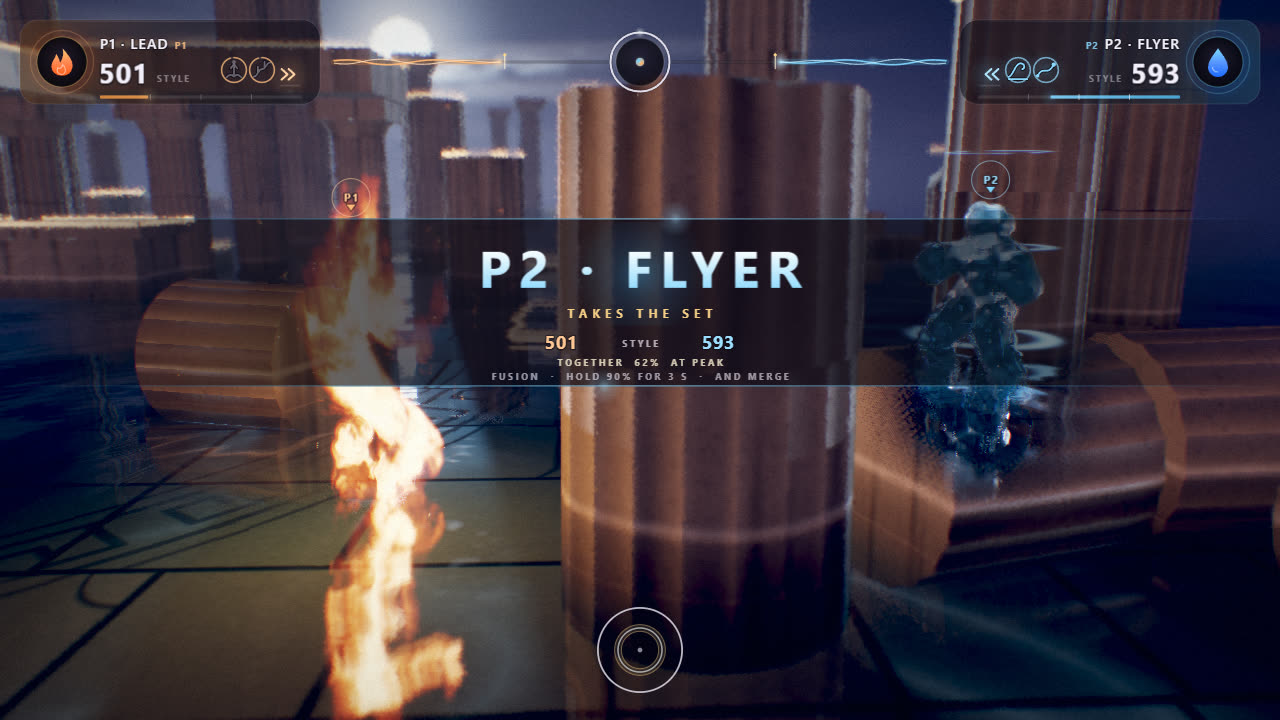 P1 · LEAD P1
501 STYLE
P2 P2 · FLYER
STYLE 593
P1
P2
P2 · FLYER
TAKES THE SET
501 STYLE 593
TOGETHER 62% AT PEAK
FUSION · HOLD 90% FOR 3 S · AND MERGE